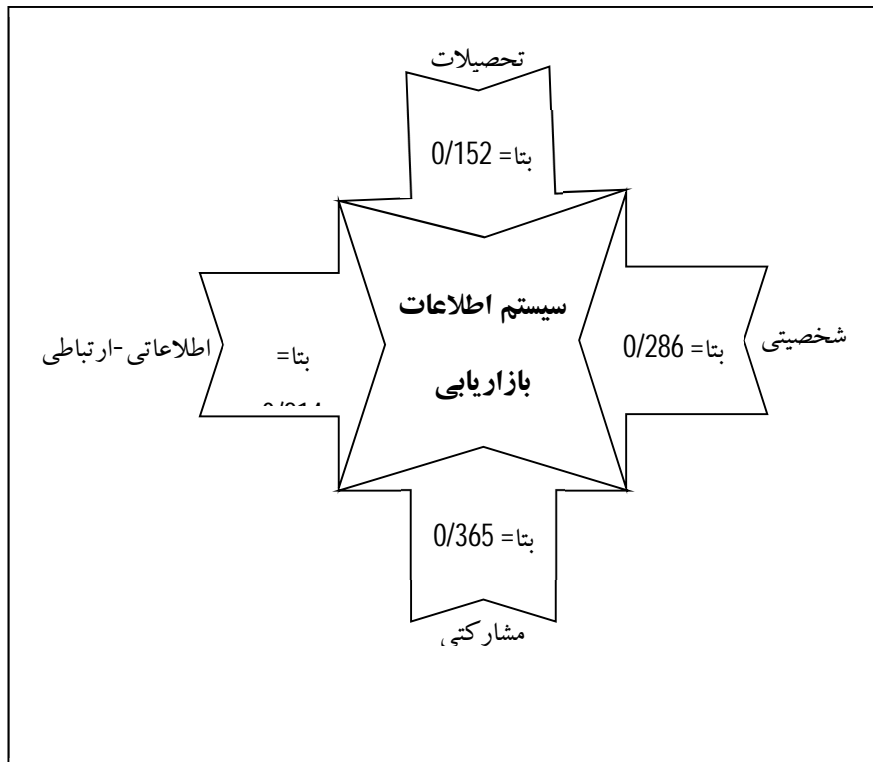 تحصیلات
بتا= 0/152
سیستم اطلاعات
بازاریابی
شخصیتی
بتا= 0/286
اطلاعاتی-ارتباطی
بتا=
بتا= 0/365
مشارکتی